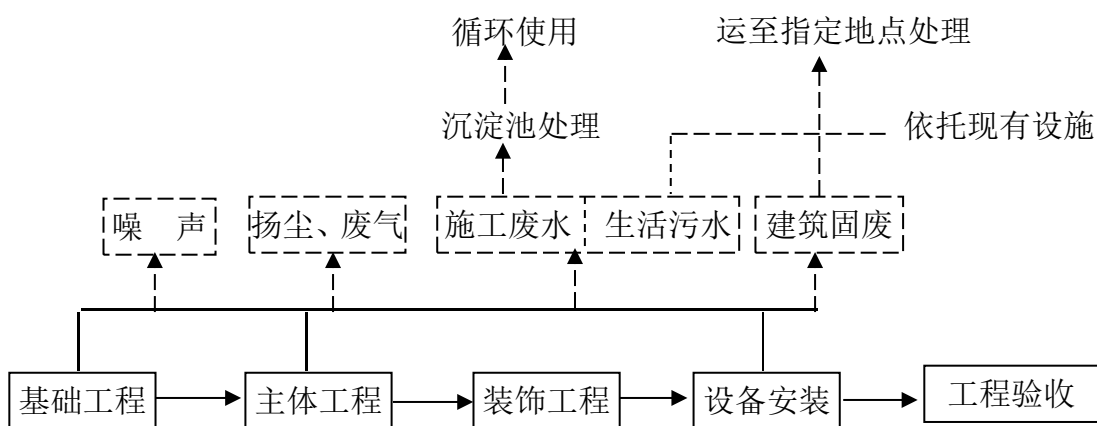 循环使用 运至指定地点处理
沉淀池处理 依托现有设施
噪 声 扬尘、废气 施工废水 生活污水 建筑固废
基础工程 主体工程 装饰工程 设备安装 工程验收